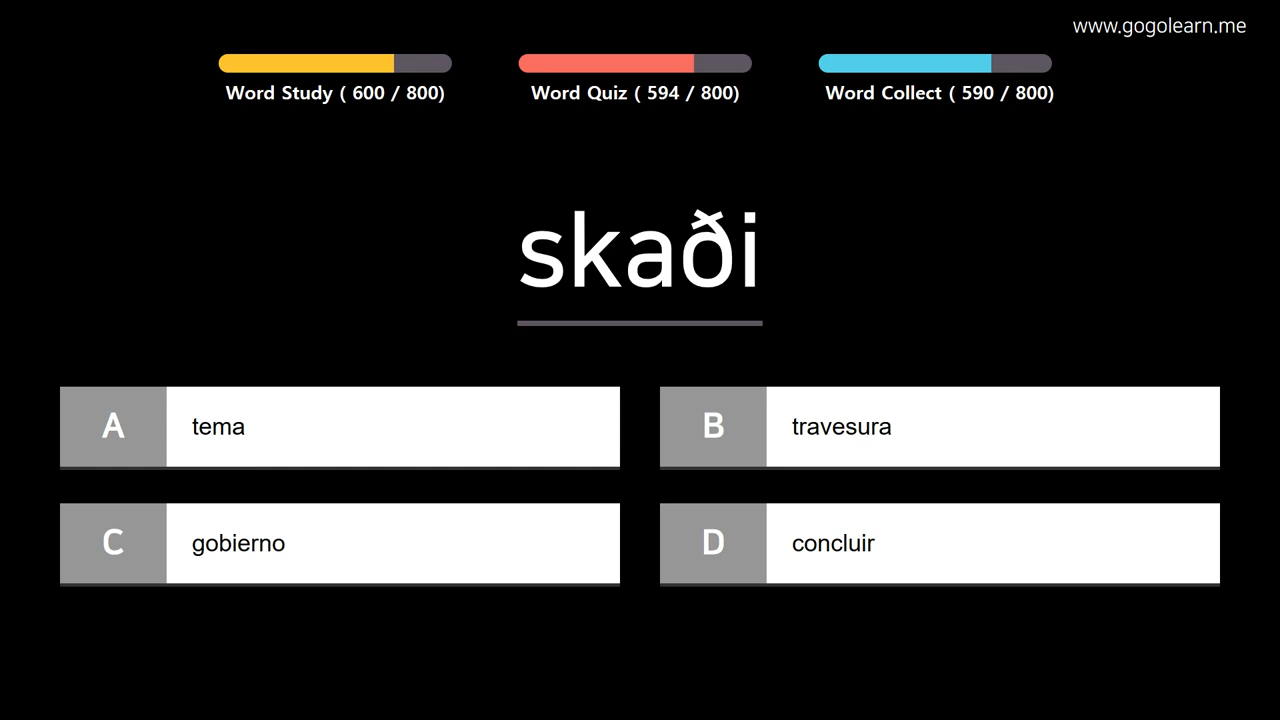 www.gogolearn.me
Word Study ( 600 / 800)
Word Quiz ( 594 / 800)
Word Collect ( 590 / 800)
skaði
A tema
B travesura
C gobierno
D concluir